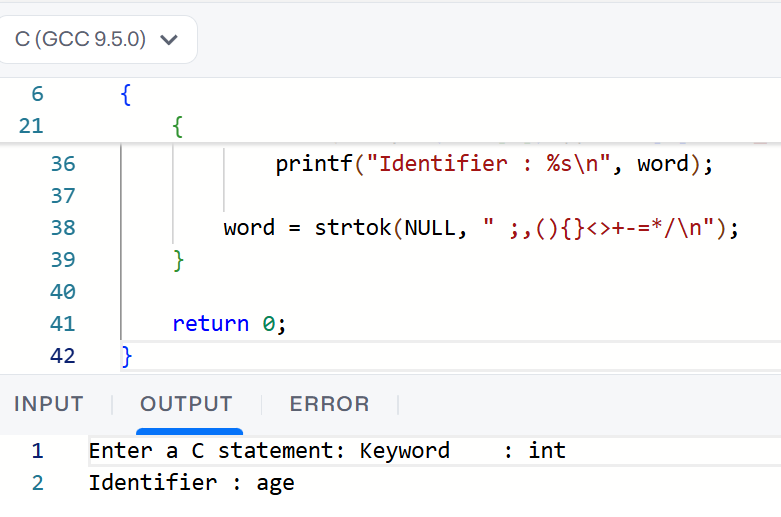 C (GCC 9.5.0)
6 {
21 {
36 printf("Identifier : %s\n", word);
37
38 word = strtok(NULL, " ;,(){}<>+-=*/\n");
39 }
40
41 return 0;
42 }
INPUT OUTPUT ERROR
1 Enter a C statement: Keyword    : int
2 Identifier : age